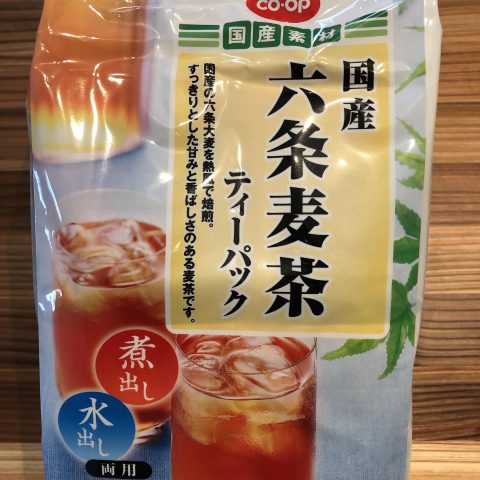 co·op
国産素材
国産
六条麦茶
ティーパック
国産の六条大麦を熱風で焙煎。
すっきりとした甘みと香ばしさのある麦茶です。
煮出し
水出し
両用